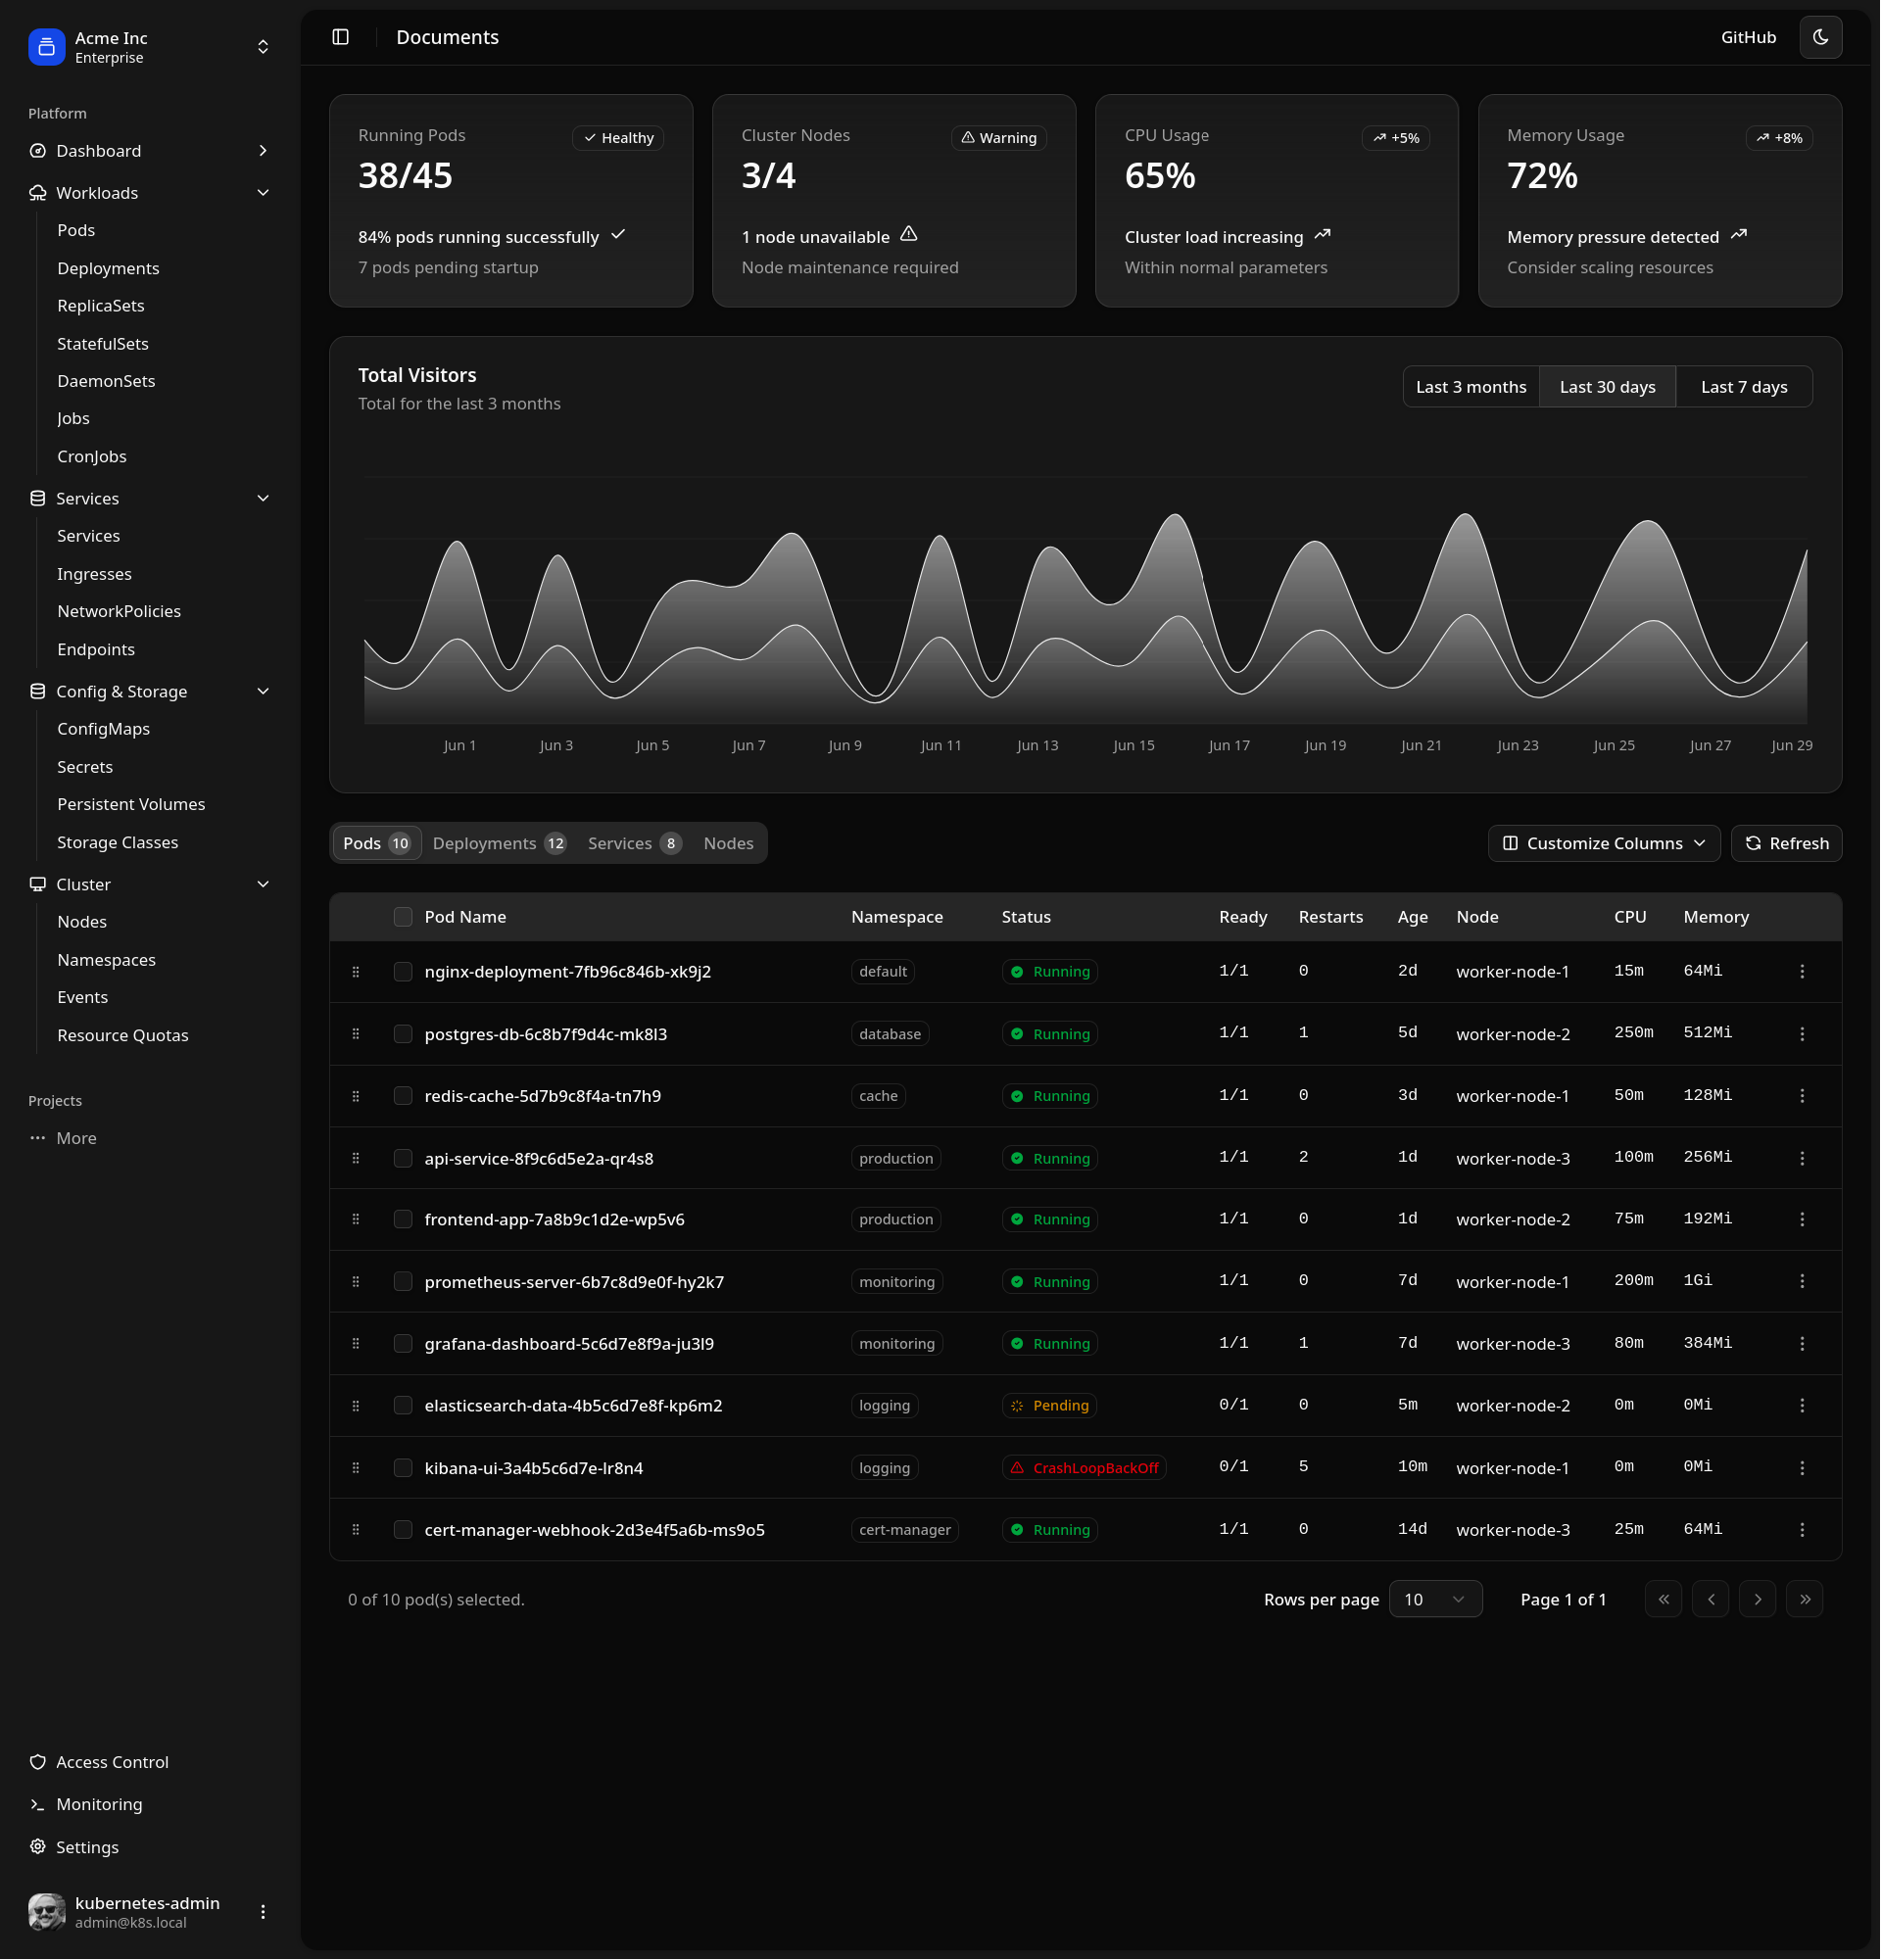 Acme Inc
Enterprise
Platform
Dashboard
Workloads
Pods
Deployments
ReplicaSets
StatefulSets
DaemonSets
Jobs
CronJobs
Services
Services
Ingresses
NetworkPolicies
Endpoints
Config & Storage
ConfigMaps
Secrets
Persistent Volumes
Storage Classes
Cluster
Nodes
Namespaces
Events
Resource Quotas
Projects
More
Access Control
Monitoring
Settings
kubernetes-admin
admin@k8s.local
Documents
GitHub
Running Pods
Healthy
38/45
84% pods running successfully
7 pods pending startup
Cluster Nodes
Warning
3/4
1 node unavailable
Node maintenance required
CPU Usage
+5%
65%
Cluster load increasing
Within normal parameters
Memory Usage
+8%
72%
Memory pressure detected
Consider scaling resources
Total Visitors
Total for the last 3 months
Last 3 months Last 30 days Last 7 days
Jun 1 Jun 3 Jun 5 Jun 7 Jun 9 Jun 11 Jun 13 Jun 15 Jun 17 Jun 19 Jun 21 Jun 23 Jun 25 Jun 27 Jun 29
Pods 10 Deployments 12 Services 8 Nodes
Customize Columns Refresh
Pod Name Namespace Status Ready Restarts Age Node CPU Memory
nginx-deployment-7fb96c846b-xk9j2 default Running 1/1 0 2d worker-node-1 15m 64Mi
postgres-db-6c8b7f9d4c-mk8l3 database Running 1/1 1 5d worker-node-2 250m 512Mi
redis-cache-5d7b9c8f4a-tn7h9 cache Running 1/1 0 3d worker-node-1 50m 128Mi
api-service-8f9c6d5e2a-qr4s8 production Running 1/1 2 1d worker-node-3 100m 256Mi
frontend-app-7a8b9c1d2e-wp5v6 production Running 1/1 0 1d worker-node-2 75m 192Mi
prometheus-server-6b7c8d9e0f-hy2k7 monitoring Running 1/1 0 7d worker-node-1 200m 1Gi
grafana-dashboard-5c6d7e8f9a-ju3l9 monitoring Running 1/1 1 7d worker-node-3 80m 384Mi
elasticsearch-data-4b5c6d7e8f-kp6m2 logging Pending 0/1 0 5m worker-node-2 0m 0Mi
kibana-ui-3a4b5c6d7e-lr8n4 logging CrashLoopBackOff 0/1 5 10m worker-node-1 0m 0Mi
cert-manager-webhook-2d3e4f5a6b-ms9o5 cert-manager Running 1/1 0 14d worker-node-3 25m 64Mi
0 of 10 pod(s) selected.
Rows per page 10 Page 1 of 1